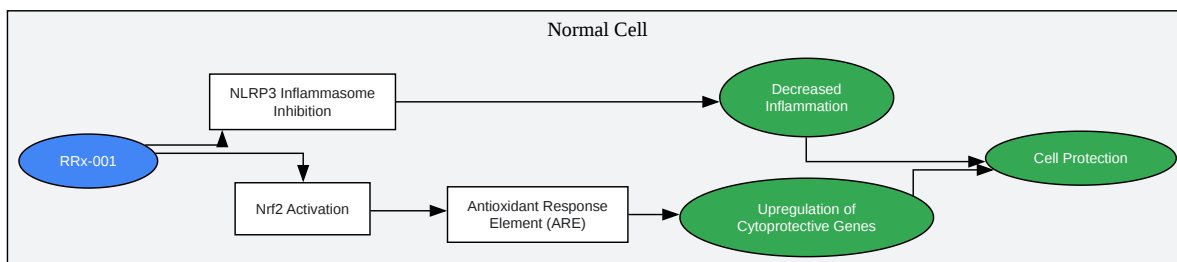 Normal Cell
NLRP3 Inflammasome
Inhibition
Decreased
Inflammation
RRx-001
Cell Protection
Nrf2 Activation
Antioxidant Response
Element (ARE)
Upregulation of
Cytoprotective Genes